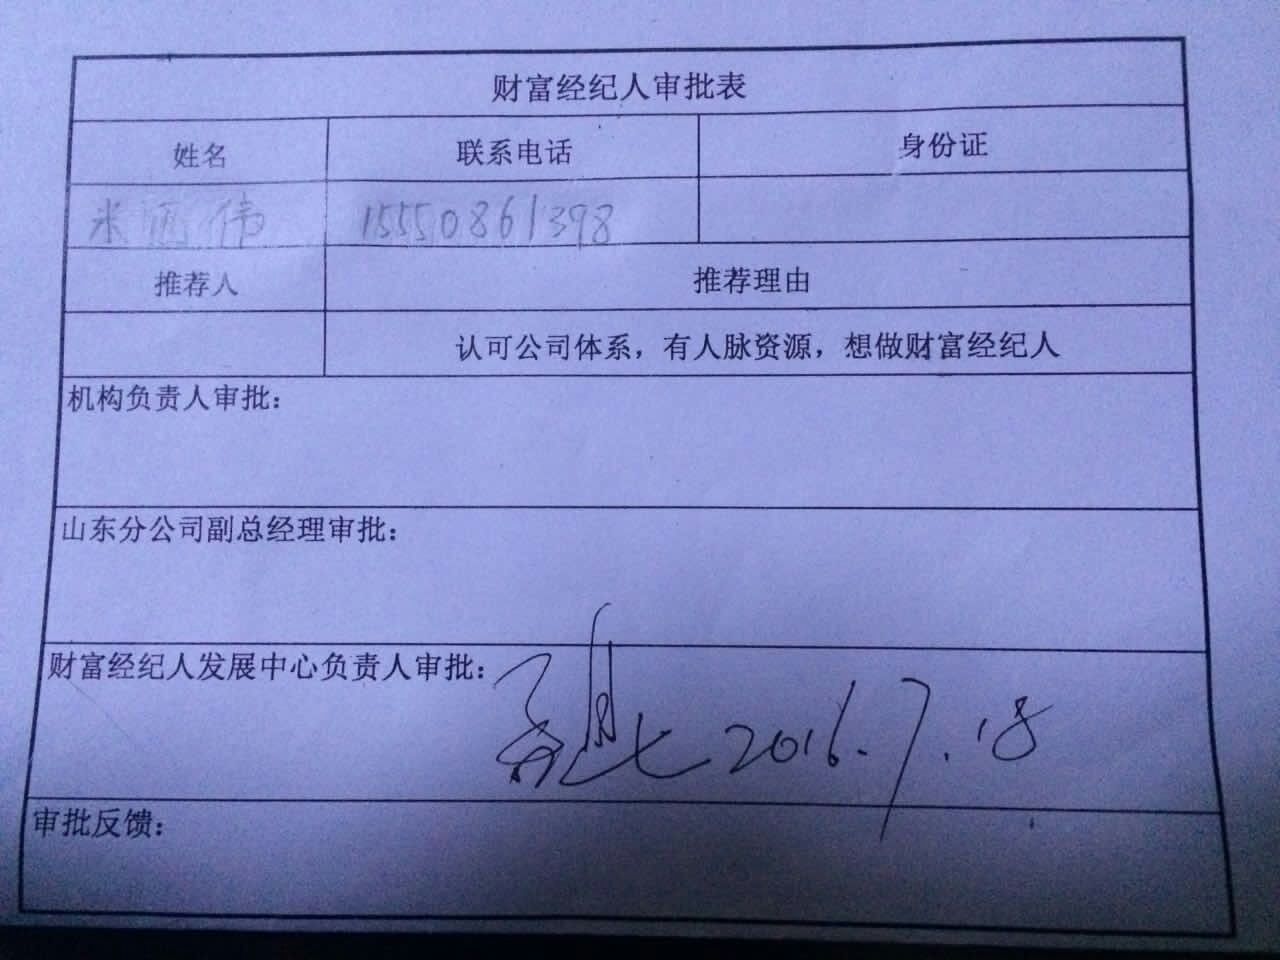 财富经纪人审批表
姓名 联系电话 身份证
米 伟 15550861398
推荐人 推荐理由
认可公司体系，有人脉资源，想做财富经纪人
机构负责人审批：
山东分公司副总经理审批：
财富经纪人发展中心负责人审批：
2016.7.18
审批反馈：